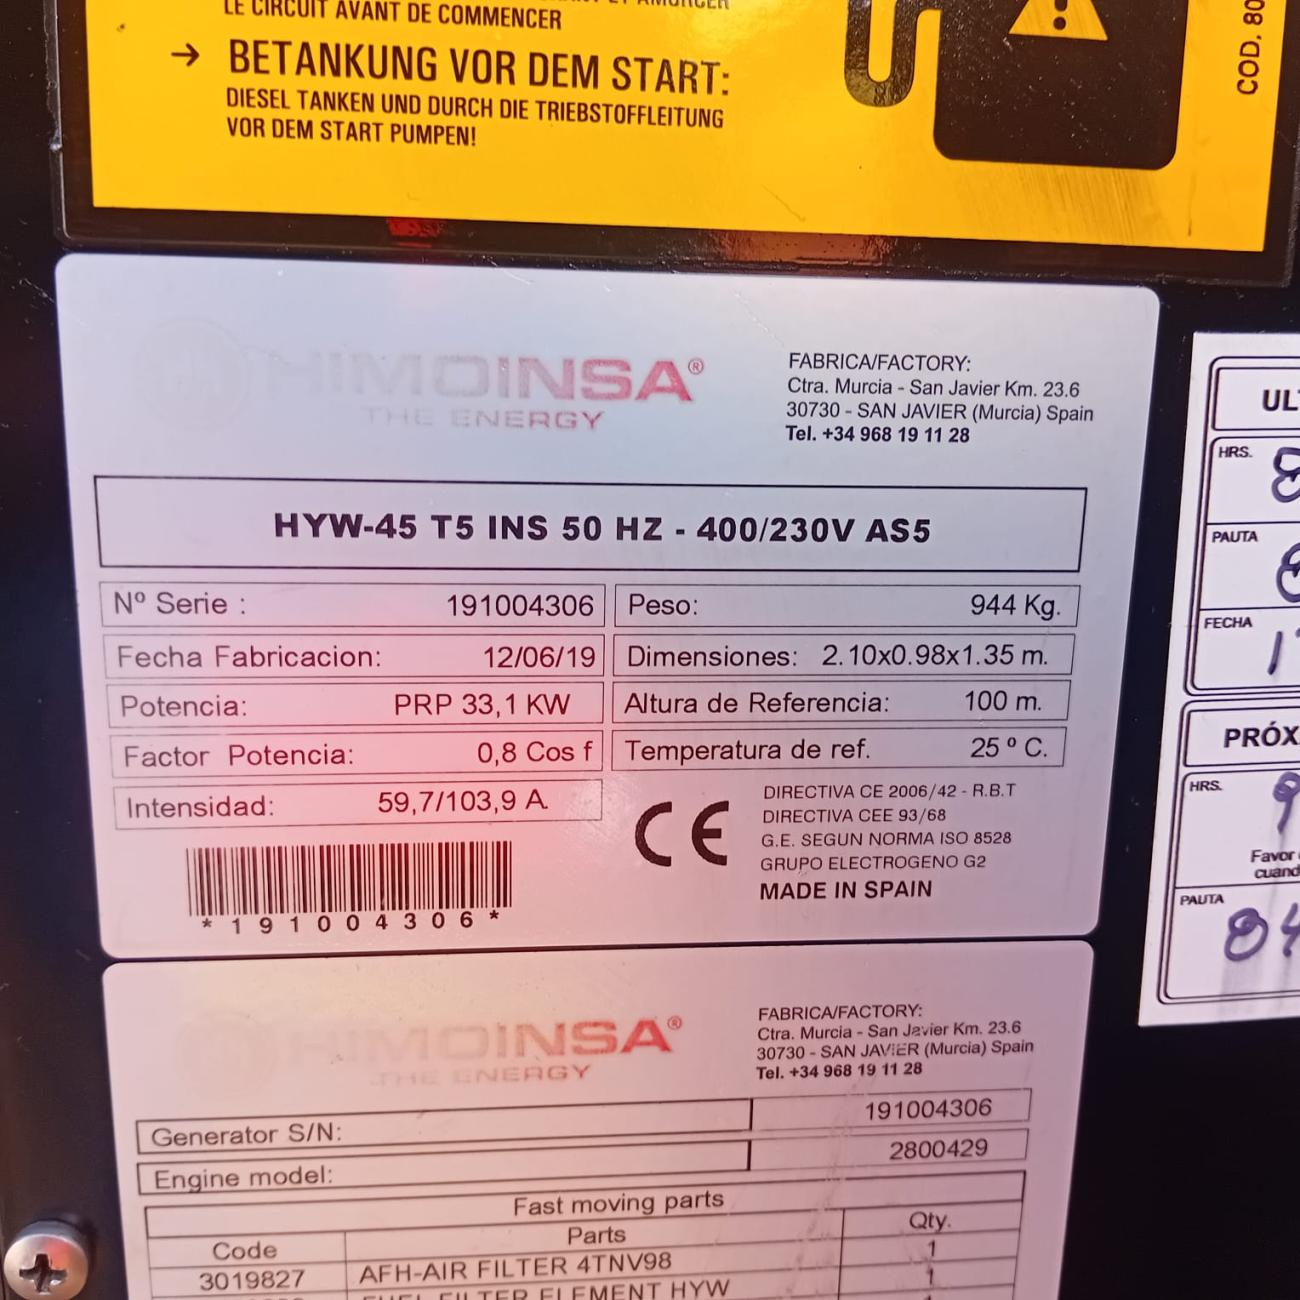 LE CIRCUIT AVANT DE COMMENCER
→ BETANKUNG VOR DEM START:
DIESEL TANKEN UND DURCH DIE TRIEBSTOFFLEITUNG
VOR DEM START PUMPEN!
COD. 80
HIMOINSA®
THE ENERGY
FABRICA/FACTORY:
Ctra. Murcia - San Javier Km. 23.6
30730 - SAN JAVIER (Murcia) Spain
Tel. +34 968 19 11 28
HYW-45 T5 INS 50 HZ - 400/230V AS5
Nº Serie : 191004306 Peso: 944 Kg.
Fecha Fabricacion: 12/06/19 Dimensiones: 2.10x0.98x1.35 m.
Potencia: PRP 33,1 KW Altura de Referencia: 100 m.
Factor Potencia: 0,8 Cos f Temperatura de ref. 25 º C.
Intensidad: 59,7/103,9 A
CE
DIRECTIVA CE 2006/42 - R.B.T
DIRECTIVA CEE 93/68
G.E. SEGUN NORMA ISO 8528
GRUPO ELECTROGENO G2
MADE IN SPAIN
*191004306*
HIMOINSA®
THE ENERGY
FABRICA/FACTORY:
Ctra. Murcia - San Javier Km. 23.6
30730 - SAN JAVIER (Murcia) Spain
Tel. +34 968 19 11 28
Generator S/N: 191004306
Engine model: 2800429
Fast moving parts
Code Parts Qty.
3019827 AFH-AIR FILTER 4TNV98 1
FUEL FILTER ELEMENT HYW 1
HRS.
PAUTA
FECHA
PRÓX
HRS.
Favor
cuand
PAUTA